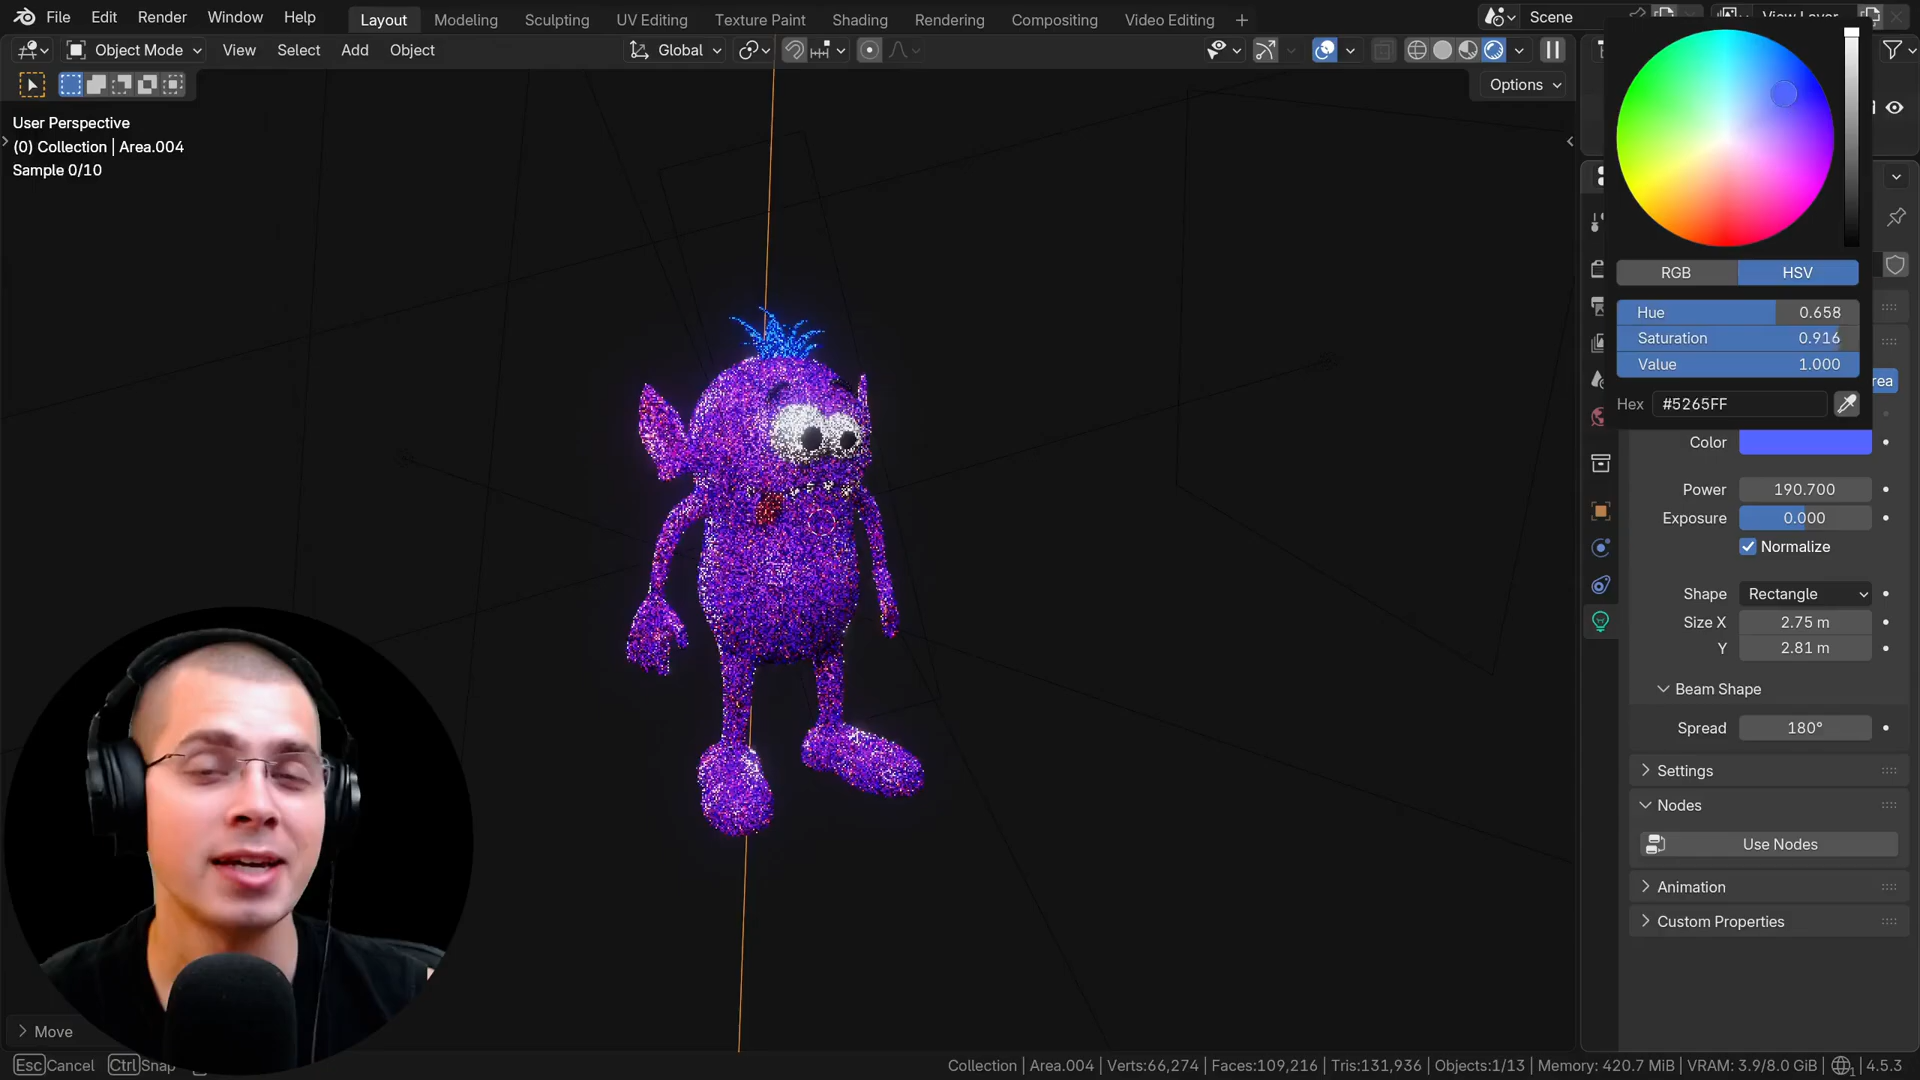 File Edit Render Window Help
Layout Modeling Sculpting UV Editing Texture Paint Shading Rendering Compositing Video Editing +
Scene
View Layer
Object Mode View Select Add Object
Global
Options
User Perspective
(0) Collection | Area.004
Sample 0/10
RGB HSV
Hue 0.658
Saturation 0.916
Value 1.000
Hex #5265FF
rea
Color
Power 190.700
Exposure 0.000
Normalize
Shape Rectangle
Size X 2.75 m
Y 2.81 m
Beam Shape
Spread 180°
Settings
Nodes
Use Nodes
Animation
Custom Properties
Move
Esc Cancel Ctrl Snap
Collection | Area.004 | Verts:66,274 | Faces:109,216 | Tris:131,936 | Objects:1/13 | Memory: 420.7 MiB | VRAM: 3.9/8.0 GiB | 4.5.3